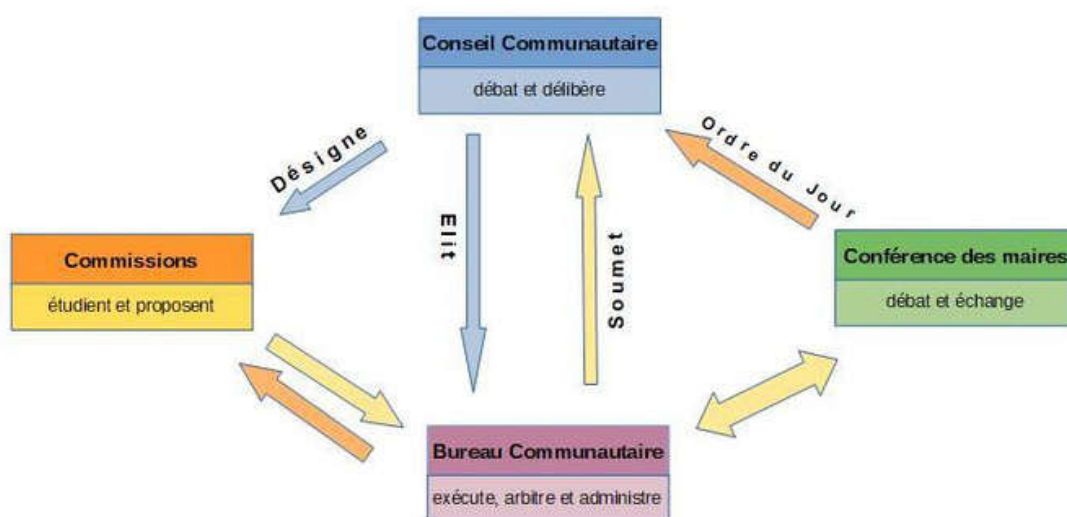 Conseil Communautaire
débat et délibère
Désigne
Ordre du Jour
Elit
Soumet
Commissions
étudient et proposent
Conférence des maires
débat et échange
Bureau Communautaire
exécute, arbitre et administre